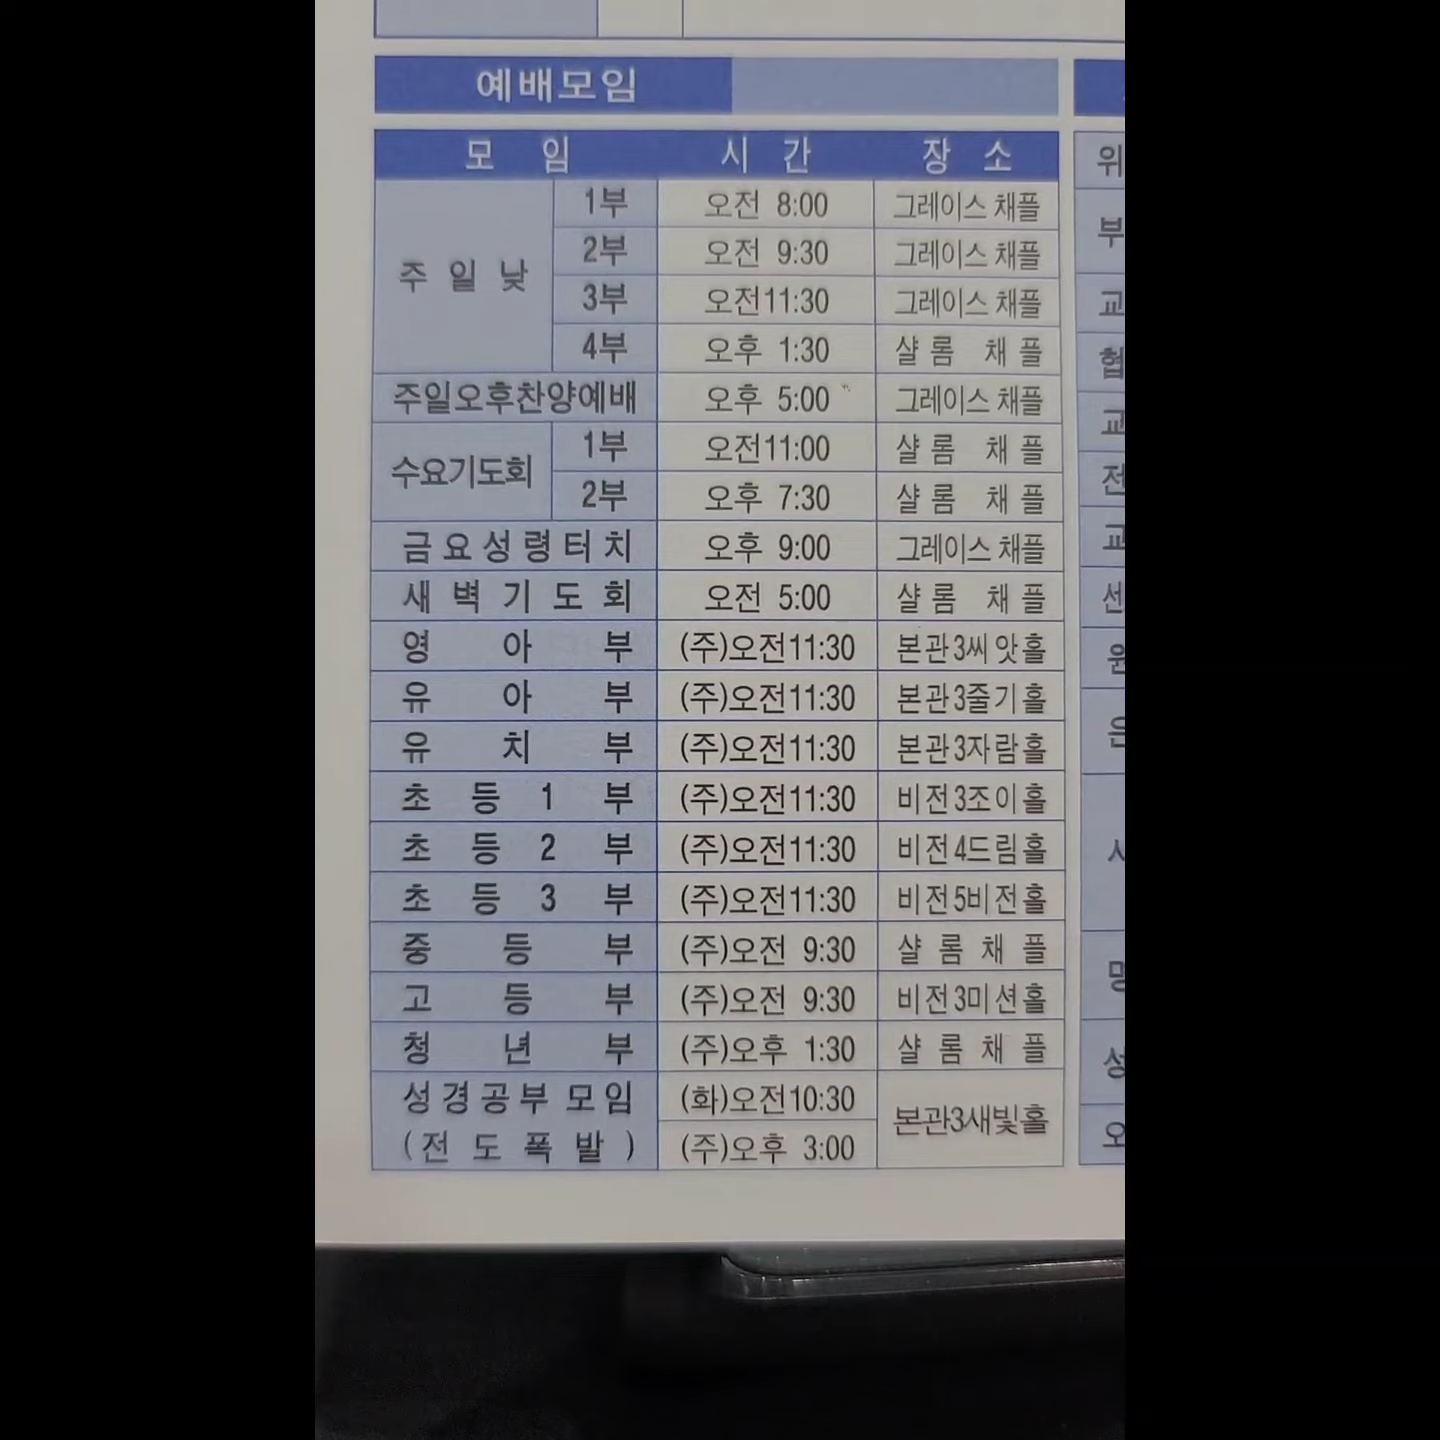 예배모임
모 임 시 간 장 소
주 일 낮 1부 오전 8:00 그레이스 채플
2부 오전 9:30 그레이스 채플
3부 오전11:30 그레이스 채플
4부 오후 1:30 샬 롬 채 플
주일오후찬양예배 오후 5:00 그레이스 채플
수요기도회 1부 오전11:00 샬 롬 채 플
2부 오후 7:30 샬 롬 채 플
금요성령터치 오후 9:00 그레이스 채플
새 벽 기 도 회 오전 5:00 샬 롬 채 플
영 아 부 (주)오전11:30 본관3씨앗홀
유 아 부 (주)오전11:30 본관3줄기홀
유 치 부 (주)오전11:30 본관3자람홀
초 등 1 부 (주)오전11:30 비전3조이홀
초 등 2 부 (주)오전11:30 비전4드림홀
초 등 3 부 (주)오전11:30 비전5비전홀
중 등 부 (주)오전 9:30 샬 롬 채 플
고 등 부 (주)오전 9:30 비전3미션홀
청 년 부 (주)오후 1:30 샬 롬 채 플
성경공부 모임 (화)오전10:30 본관3새빛홀
(전 도 폭 발) (주)오후 3:00
위
부
교
협
교
전
교
선
원
은
명
성
오